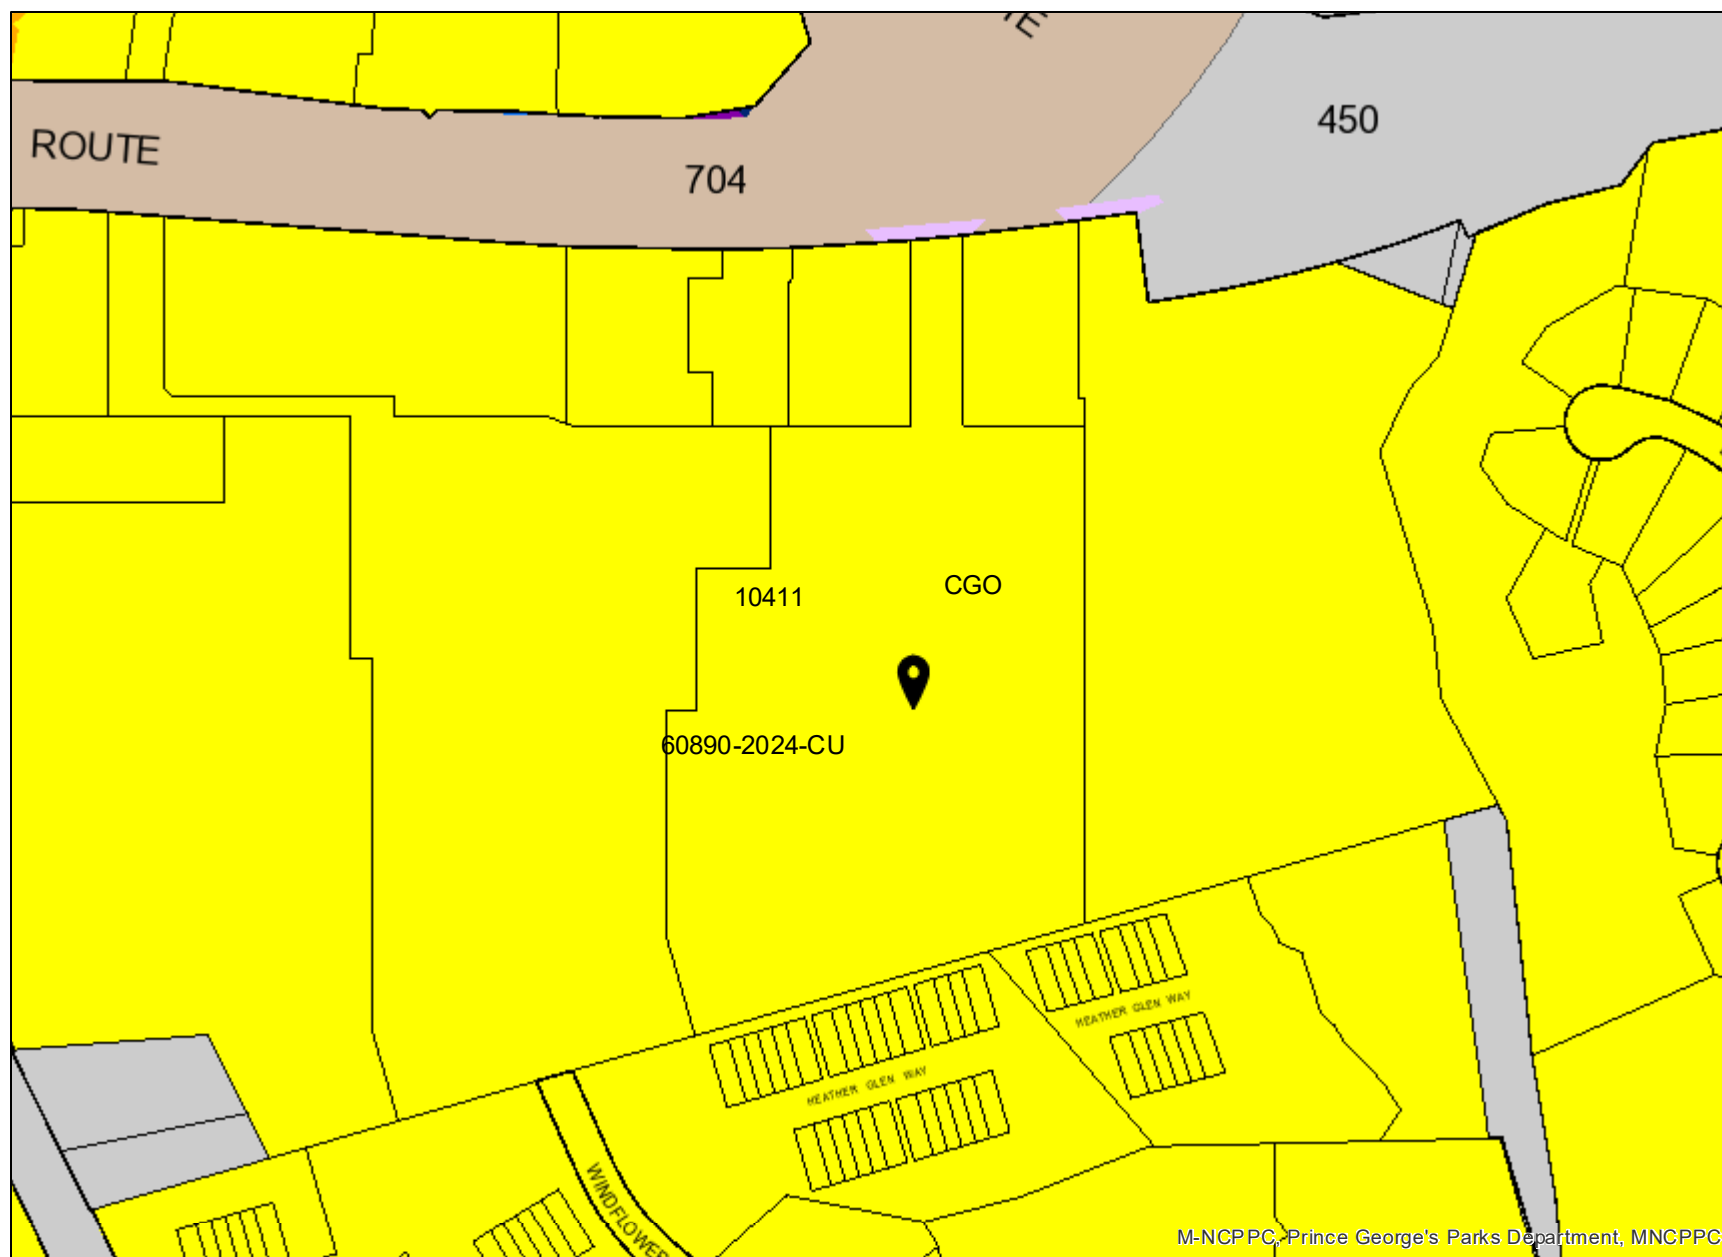 TE
450
ROUTE
704
10411
CGO
60890-2024-CU
HEATHER GLEN WAY
HEATHER GLEN WAY
WINDFLOWER
M-NCPPC, Prince George's Parks Department, MNCPPC